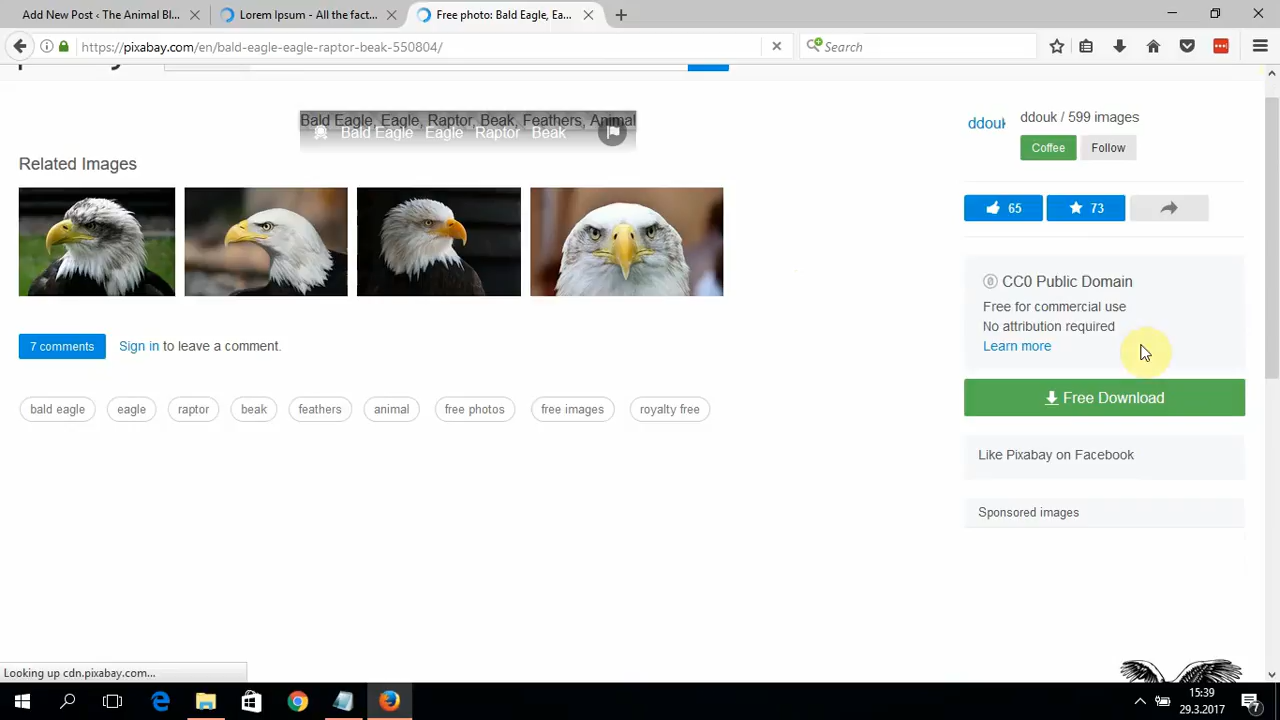 Add New Post ‹ The Animal Bl...
Lorem Ipsum - All the fact...
Free photo: Bald Eagle, Ea...
https://pixabay.com/en/bald-eagle-eagle-raptor-beak-550804/
Search
Bald Eagle, Eagle, Raptor, Beak, Feathers, Animal
Bald Eagle Eagle Raptor Beak
Related Images
ddouk
ddouk / 599 images
Coffee
Follow
65
73
CC0 Public Domain
Free for commercial use
No attribution required
Learn more
7 comments
Sign in to leave a comment.
Free Download
bald eagle
eagle
raptor
beak
feathers
animal
free photos
free images
royalty free
Like Pixabay on Facebook
Sponsored images
Looking up cdn.pixabay.com...
15:39
29.3.2017
7